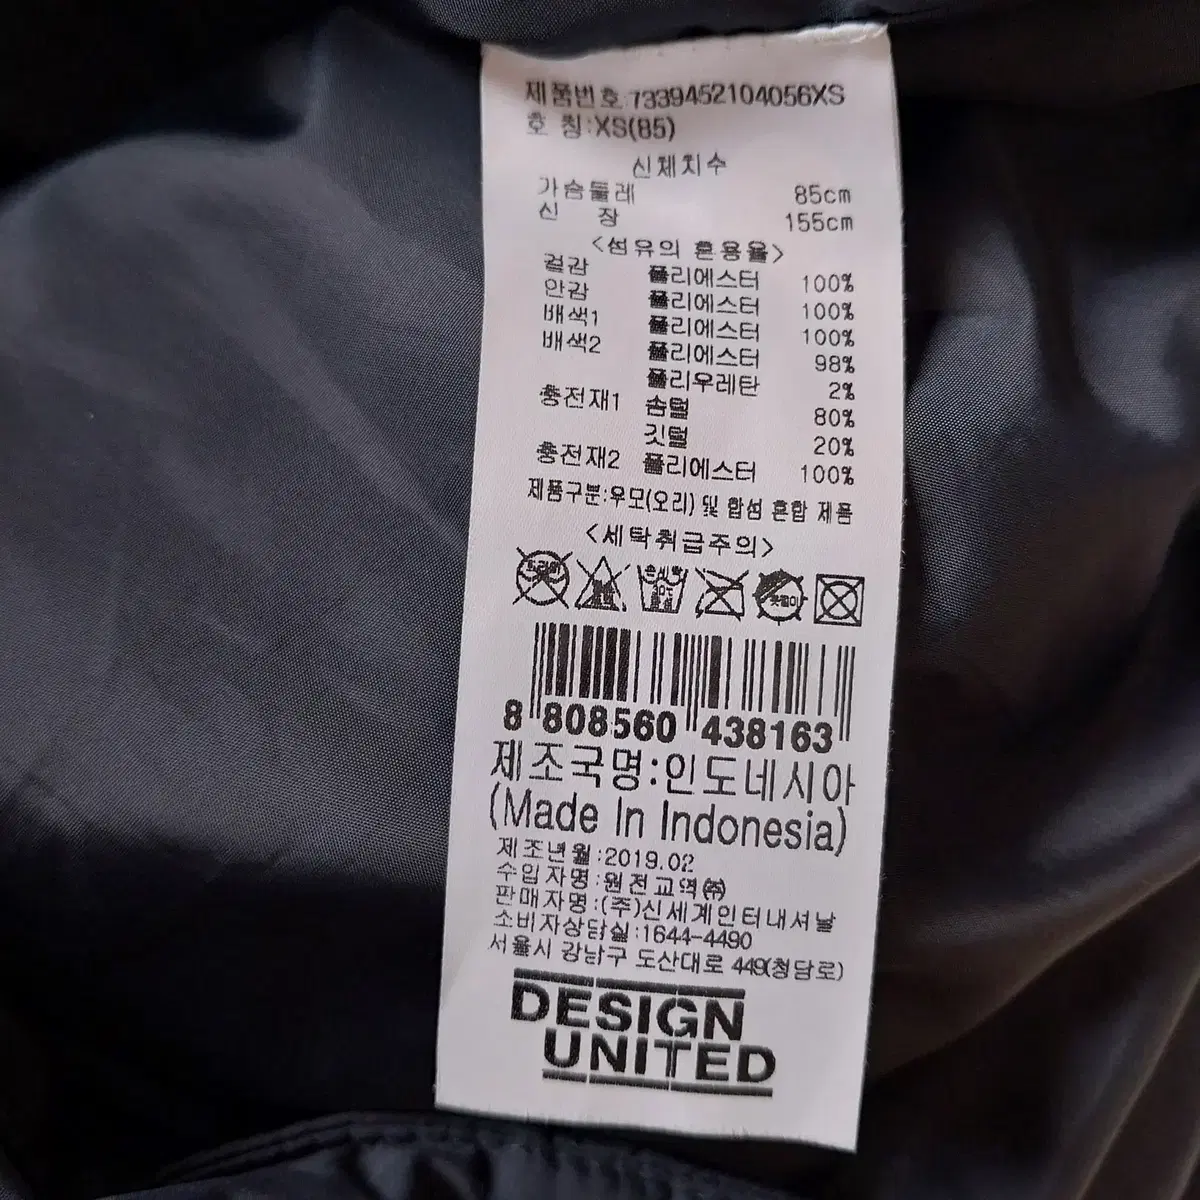 제품번호:7339452104056XS
호 칭:XS(85)
신체치수
가슴둘레 85cm
신 장 155cm
<섬유의 혼용율>
겉감 폴리에스터 100%
안감 폴리에스터 100%
배색1 폴리에스터 100%
배색2 폴리에스터 98%
폴리우레탄 2%
충전재1 솜털 80%
깃털 20%
충전재2 폴리에스터 100%
제품구분:우모(오리) 및 합섬 혼합 제품
<세탁취급주의>
드라이 손세탁
8 808560 438163
제조국명:인도네시아
(Made In Indonesia)
제조년월:2019.02
수입자명:원전교역㈜
판매자명:(주)신세계인터내셔날
소비자상담실:1644-4490
서울시 강남구 도산대로 449(청담로)
DESIGN
UNITED